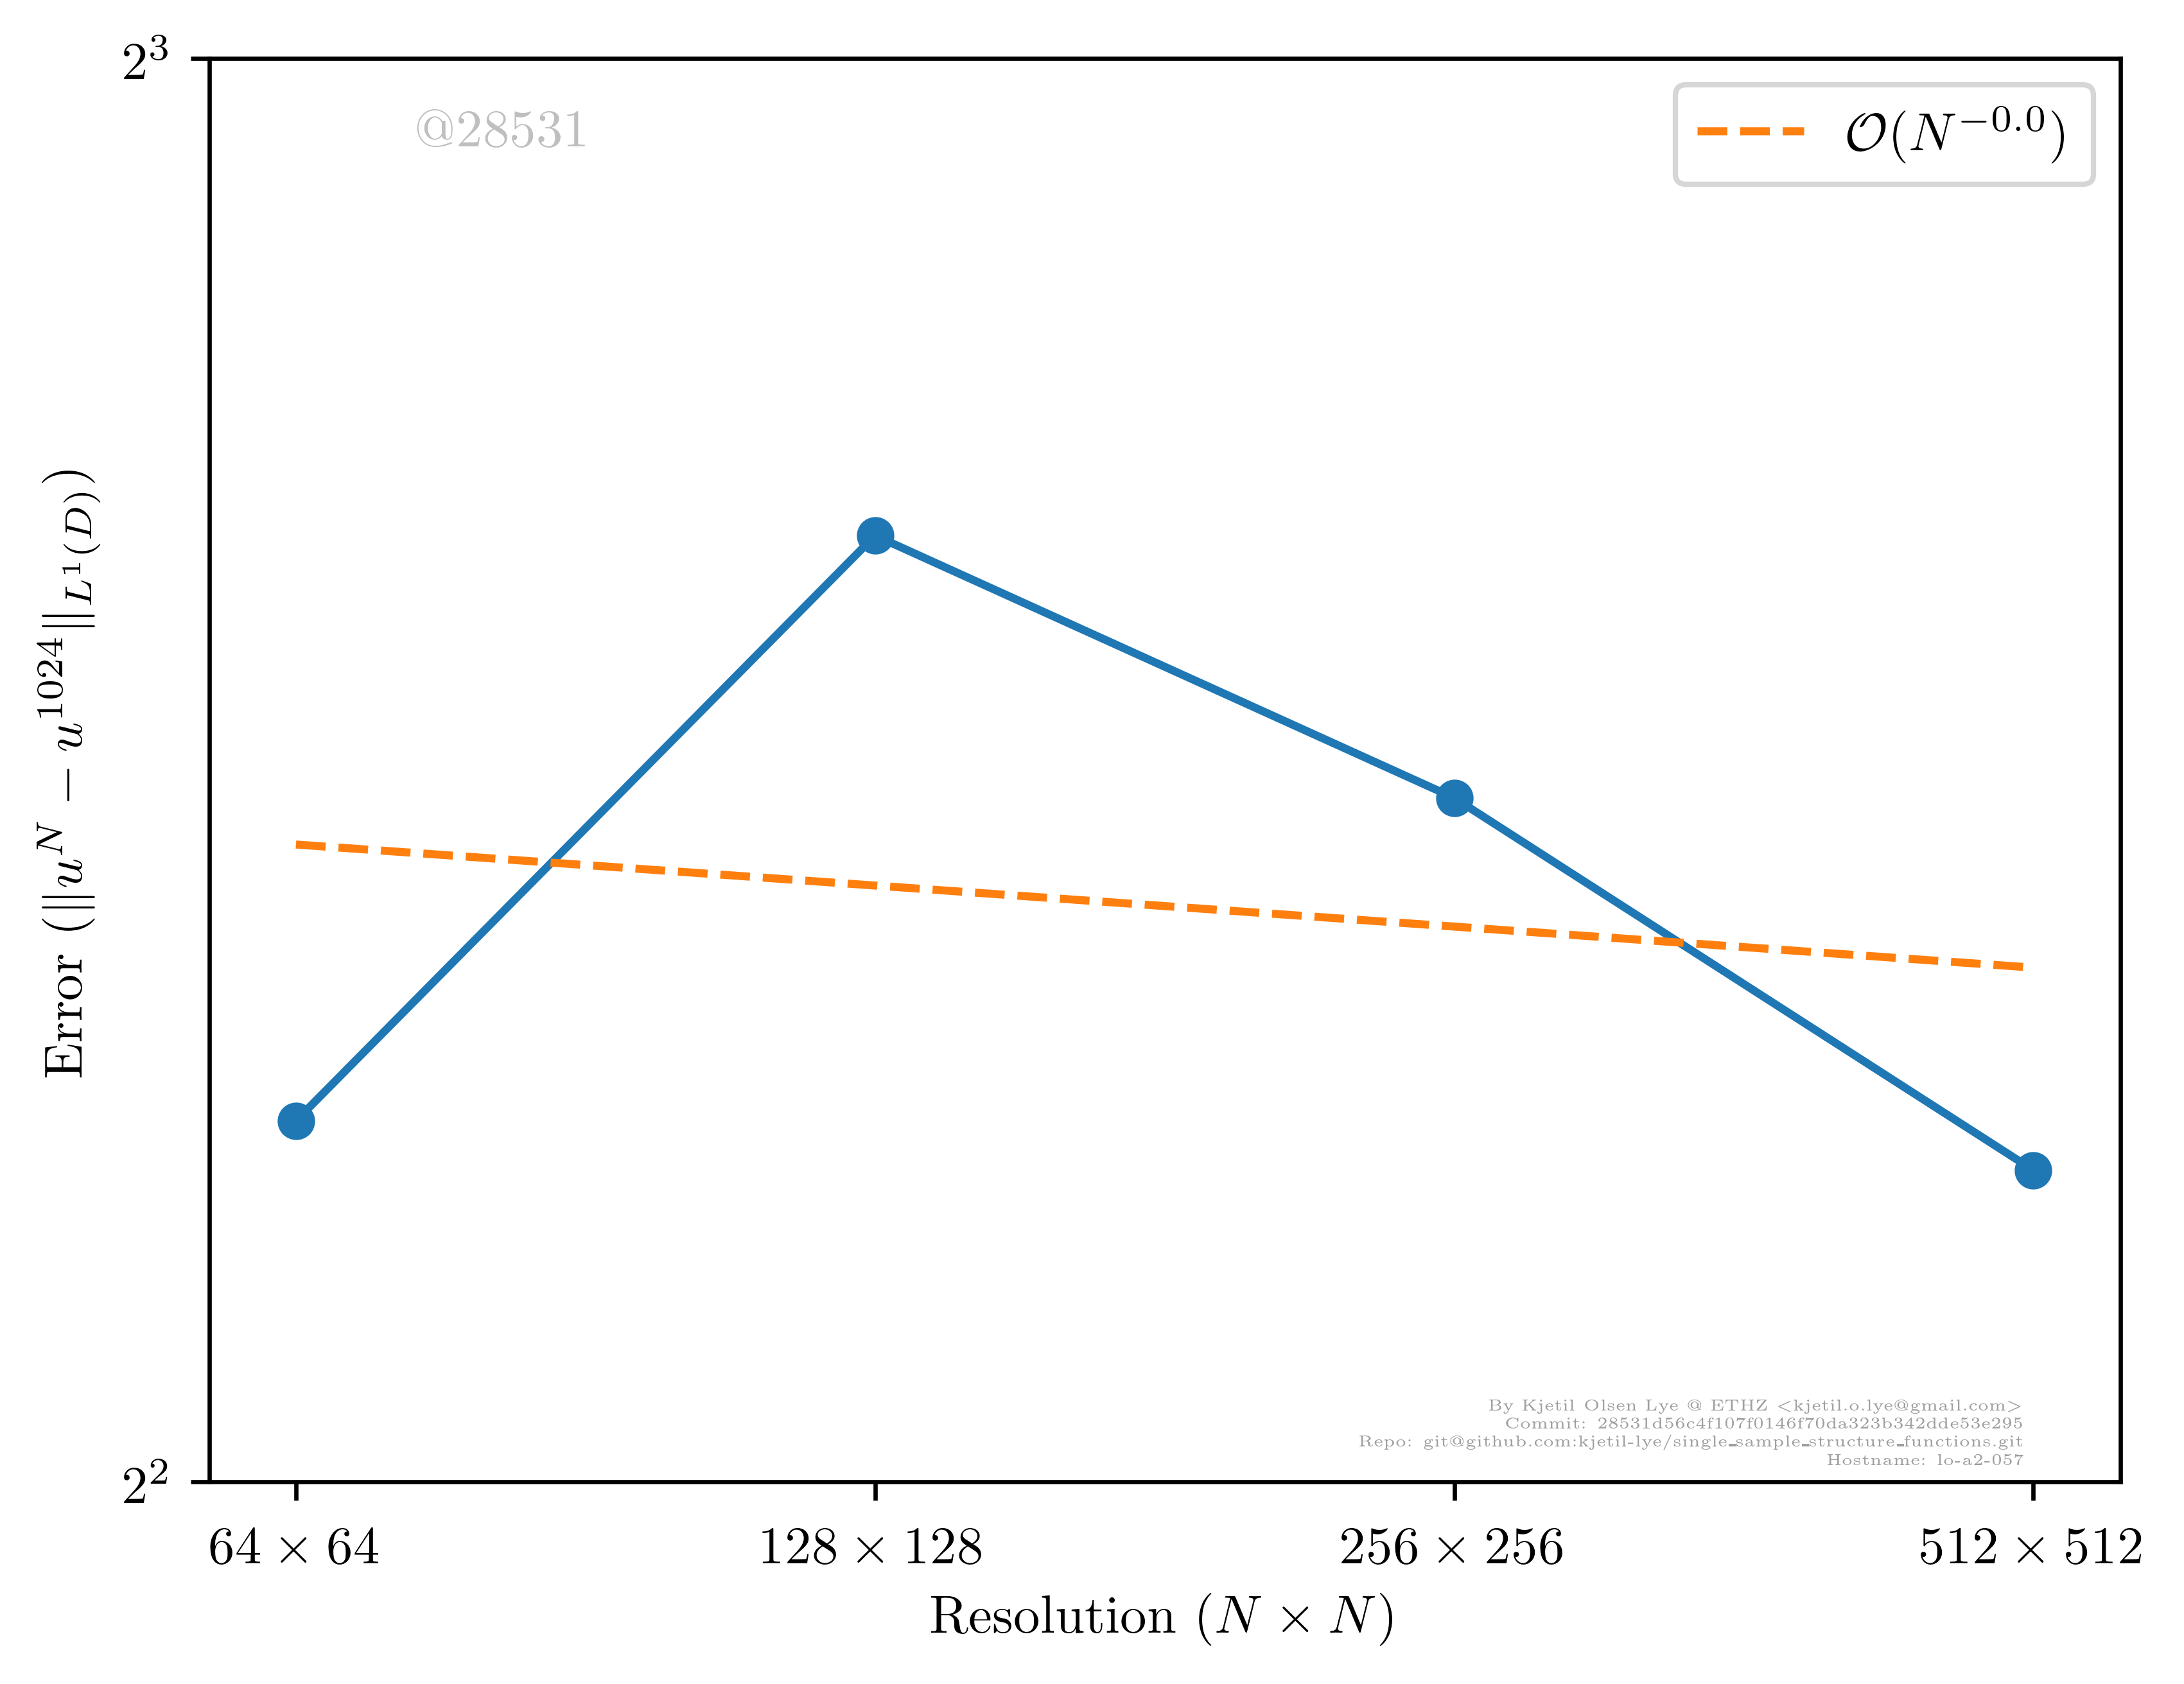 2^3
@28531
𝒪(N^{-0.0})
Error (||u^N − u^{1024}||_{L^1(D)})
By Kjetil Olsen Lye @ ETHZ <kjetil.o.lye@gmail.com>
Commit: 28531d56c4f107f0146f70da323b342dde53e295
Repo: git@github.com:kjetil-lye/single_sample_structure_functions.git
Hostname: lo-a2-057
2^2
64 × 64 128 × 128 256 × 256 512 × 512
Resolution (N × N)